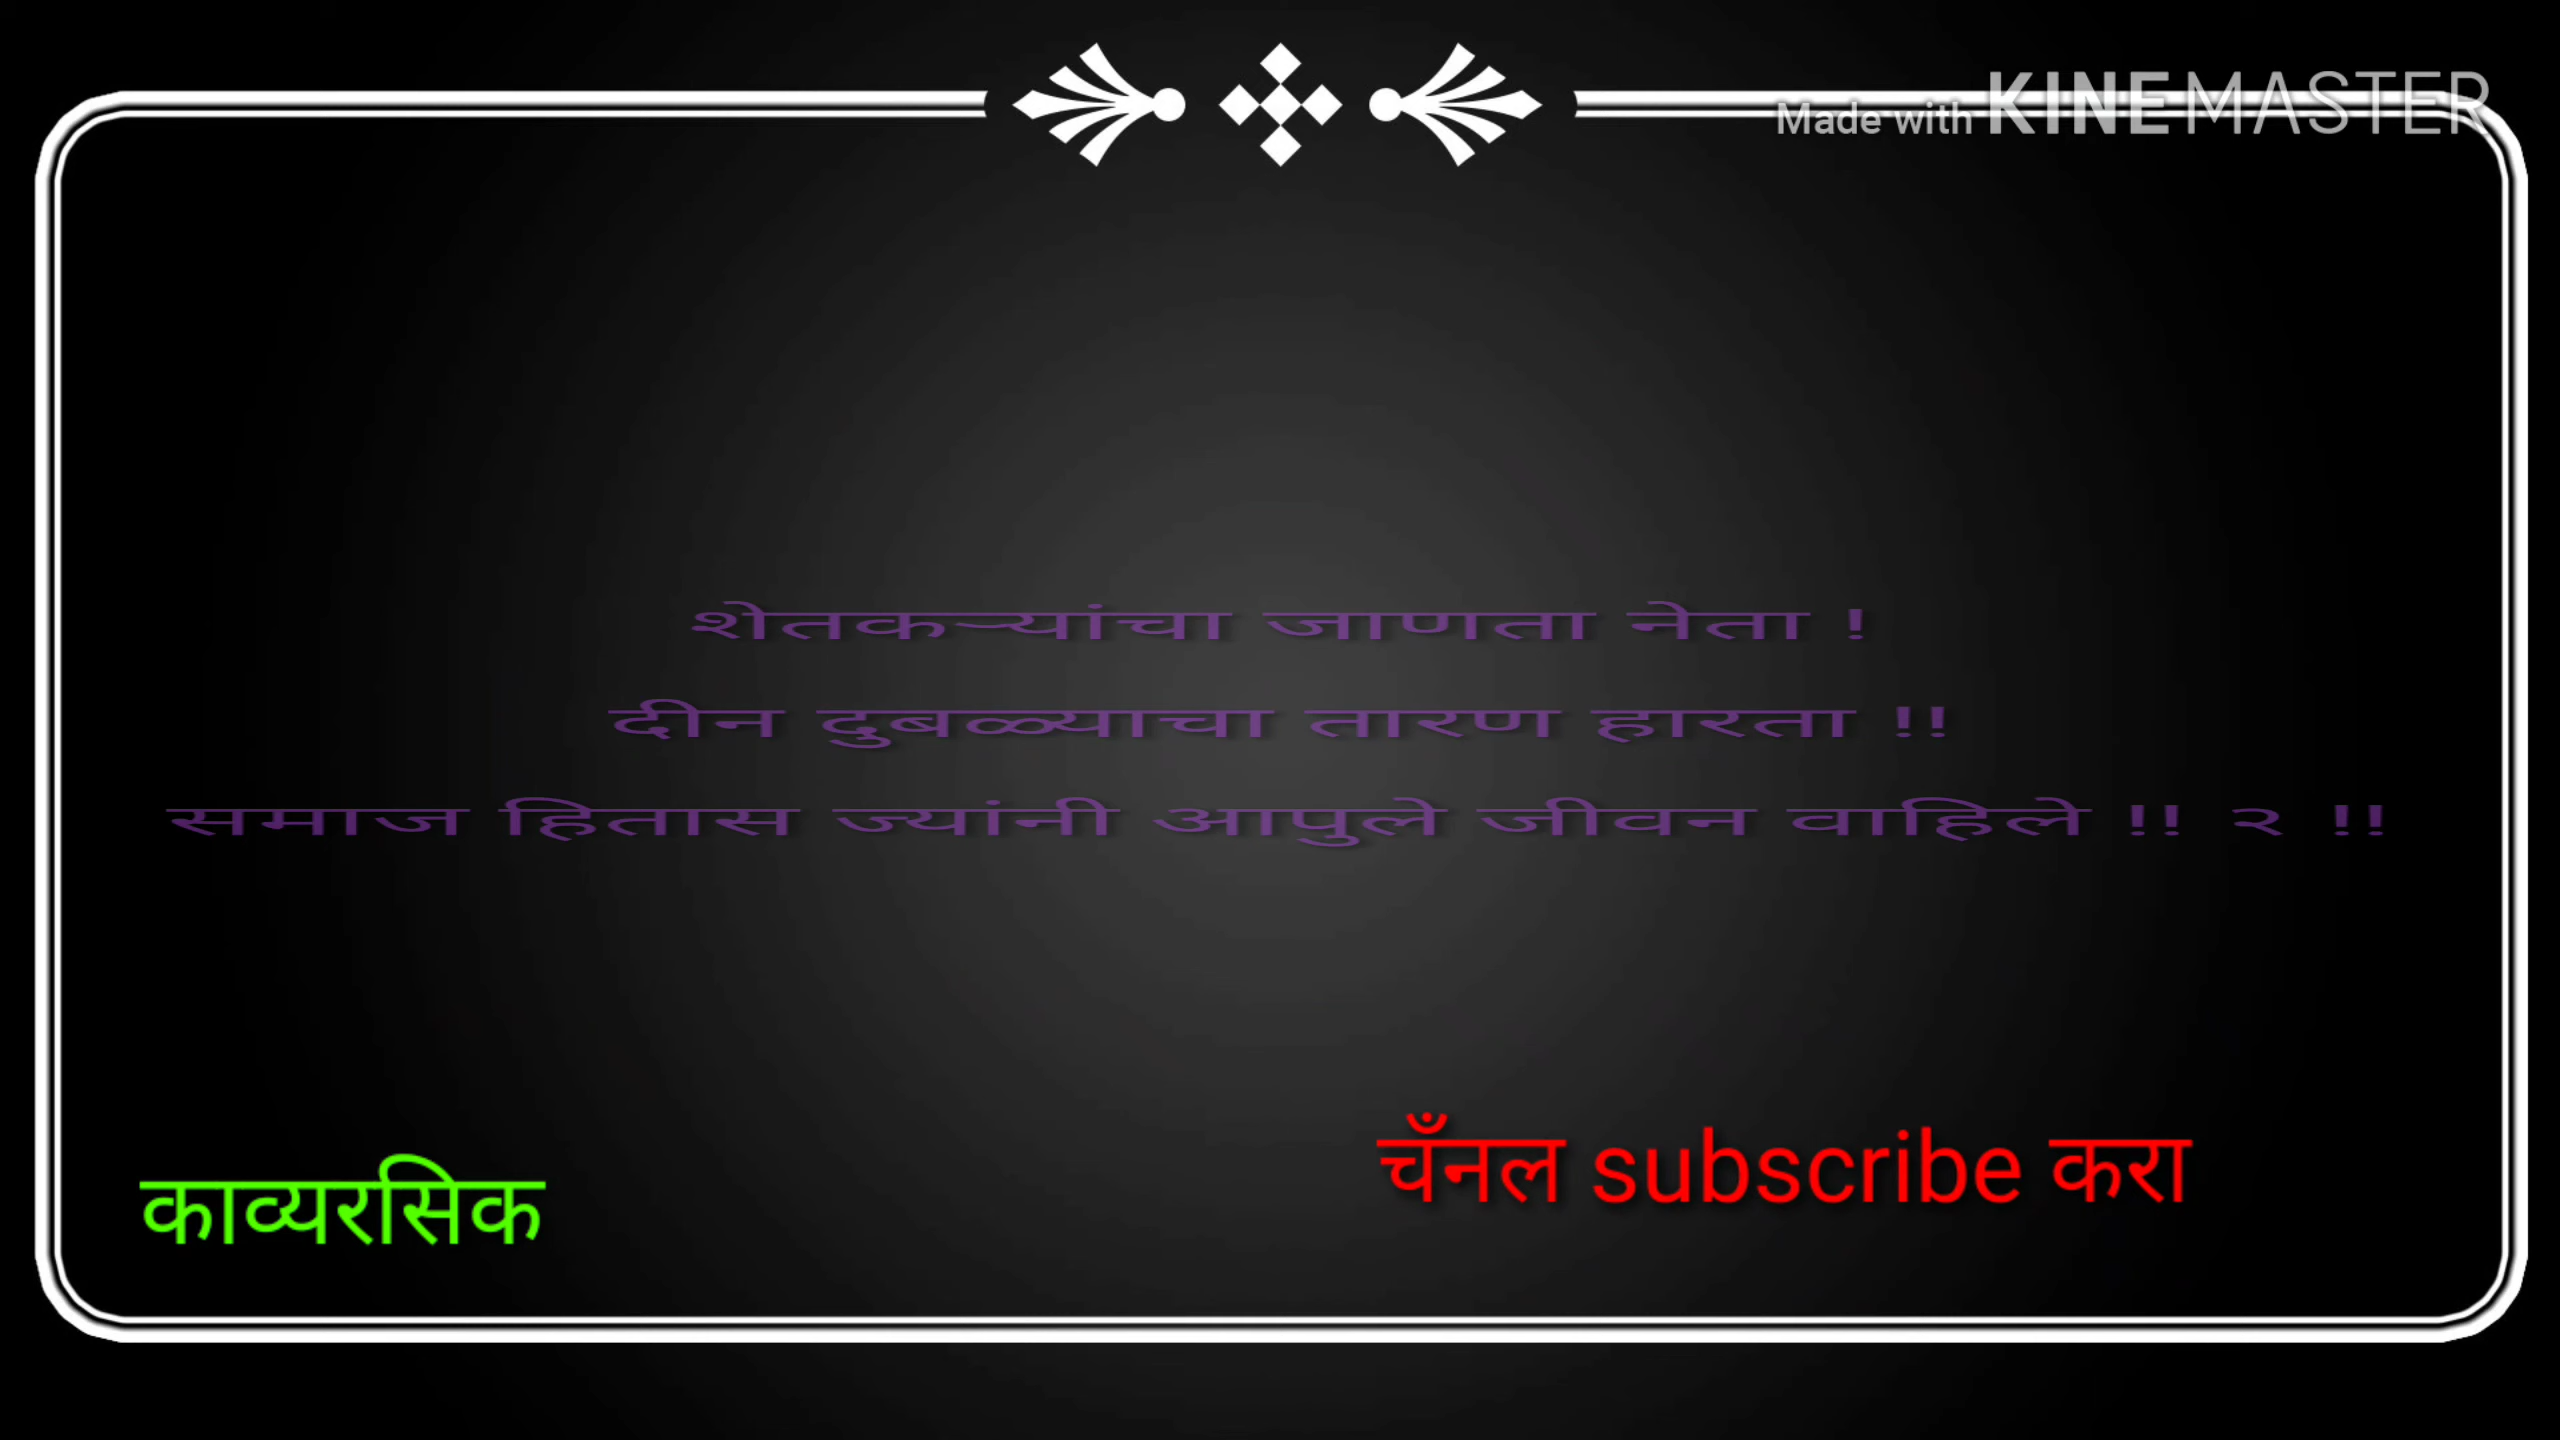 Made with KINEMASTER
शेतकऱ्यांचा जाणता नेता !
दीन दुबळ्याचा तारण हारता !!
समाज हितास ज्यांनी आपुले जीवन वाहिले !! २ !!
चॅंनल subscribe करा
काव्यरसिक